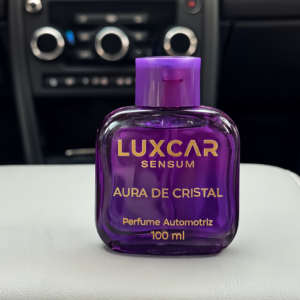 LUXCAR
SENSUM
AURA DE CRISTAL
Perfume Automotriz
100 ml